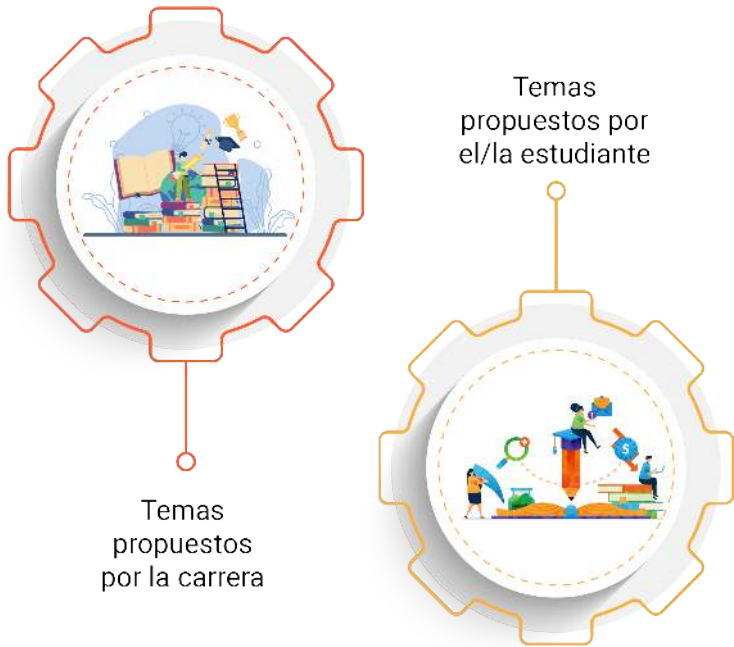 Temas
propuestos por
el/la estudiante
Temas
propuestos
por la carrera